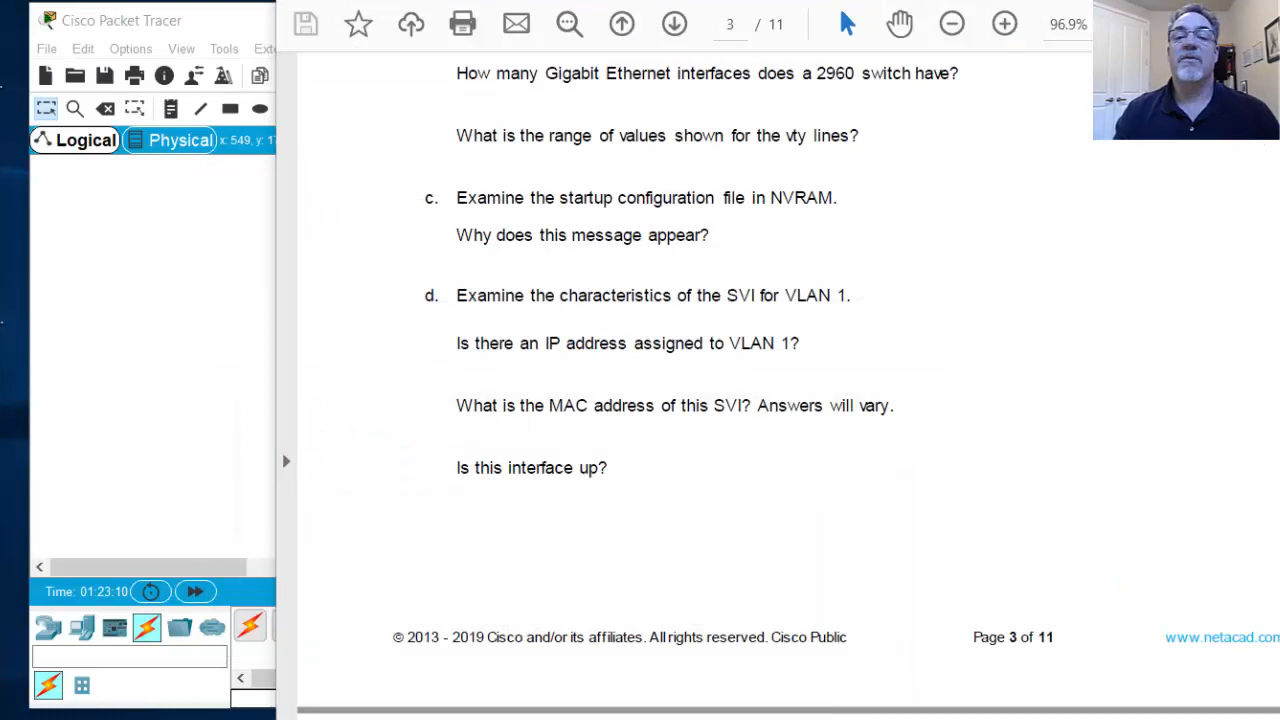 Cisco Packet Tracer
File Edit Options View Tools Exte
Logical
Physical
x: 549, y: 17
Time: 01:23:10
3 / 11
96.9%
How many Gigabit Ethernet interfaces does a 2960 switch have?
What is the range of values shown for the vty lines?
c. Examine the startup configuration file in NVRAM.
Why does this message appear?
d. Examine the characteristics of the SVI for VLAN 1.
Is there an IP address assigned to VLAN 1?
What is the MAC address of this SVI? Answers will vary.
Is this interface up?
© 2013 - 2019 Cisco and/or its affiliates. All rights reserved. Cisco Public Page 3 of 11 www.netacad.com